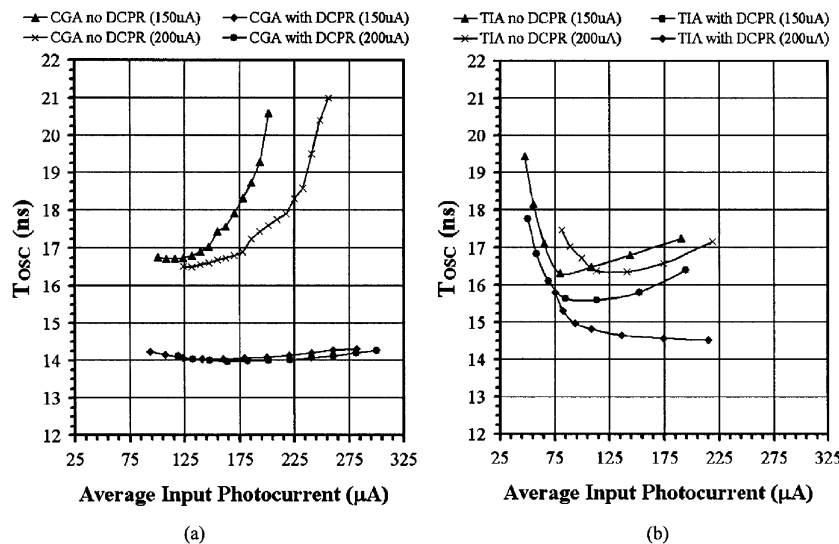 CGA no DCPR (150uA) CGA with DCPR (150uA)
CGA no DCPR (200uA) CGA with DCPR (200uA)
22
21
20
19
18
17
16
15
14
13
12
TOSC (ns)
25 75 125 175 225 275 325
Average Input Photocurrent (μA)
(a)
TIA no DCPR (150uA) TIA with DCPR (150uA)
TIA no DCPR (200uA) TIA with DCPR (200uA)
22
21
20
19
18
17
16
15
14
13
12
TOSC (ns)
25 75 125 175 225 275 325
Average Input Photocurrent (μA)
(b)